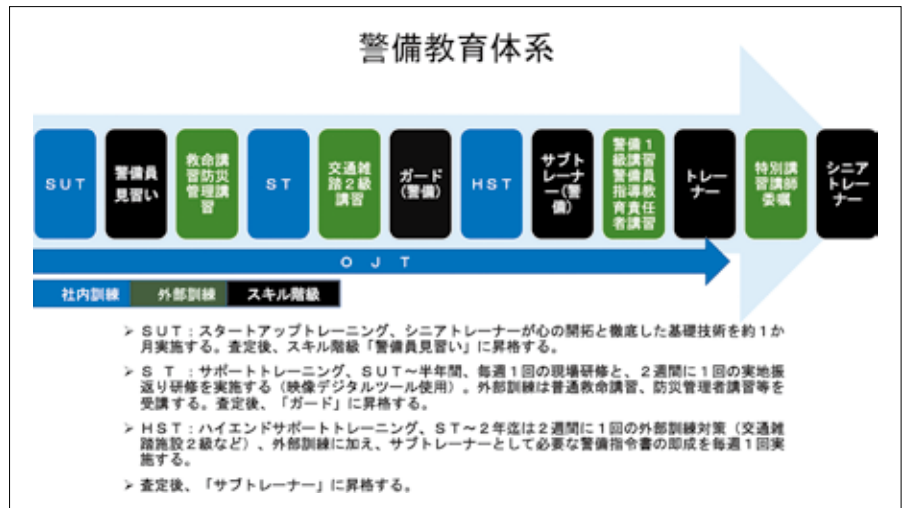 警備教育体系
SUT
警備員
見習い
救命講
習防災
管理講
習
ST
交通雑
踏2級
講習
ガード
(警備)
HST
サブト
レーナ
ー(警
備)
警備1
級講習
警備員
指導教
育責任
者講習
トレー
ナー
特別講
習講師
委嘱
シニア
トレー
ナー
OJT
社内訓練 外部訓練 スキル階級
➢ SUT:スタートアップトレーニング、シニアトレーナーが心の開拓と徹底した基礎技術を約1か
月実施する。査定後、スキル階級「警備員見習い」に昇格する。
➢ S T:サポートトレーニング、SUT~半年間、毎週1回の現場研修と、2週間に1回の実地振
返り研修を実施する(映像デジタルツール使用)。外部訓練は普通救命講習、防災管理者講習等を
受講する。査定後、「ガード」に昇格する。
➢ HST:ハイエンドサポートトレーニング、ST~2年迄は2週間に1回の外部訓練対策(交通雑
踏施設2級など)、外部訓練に加え、サブトレーナーとして必要な警備指令書の即成を毎週1回実
施する。
➢ 査定後、「サブトレーナー」に昇格する。